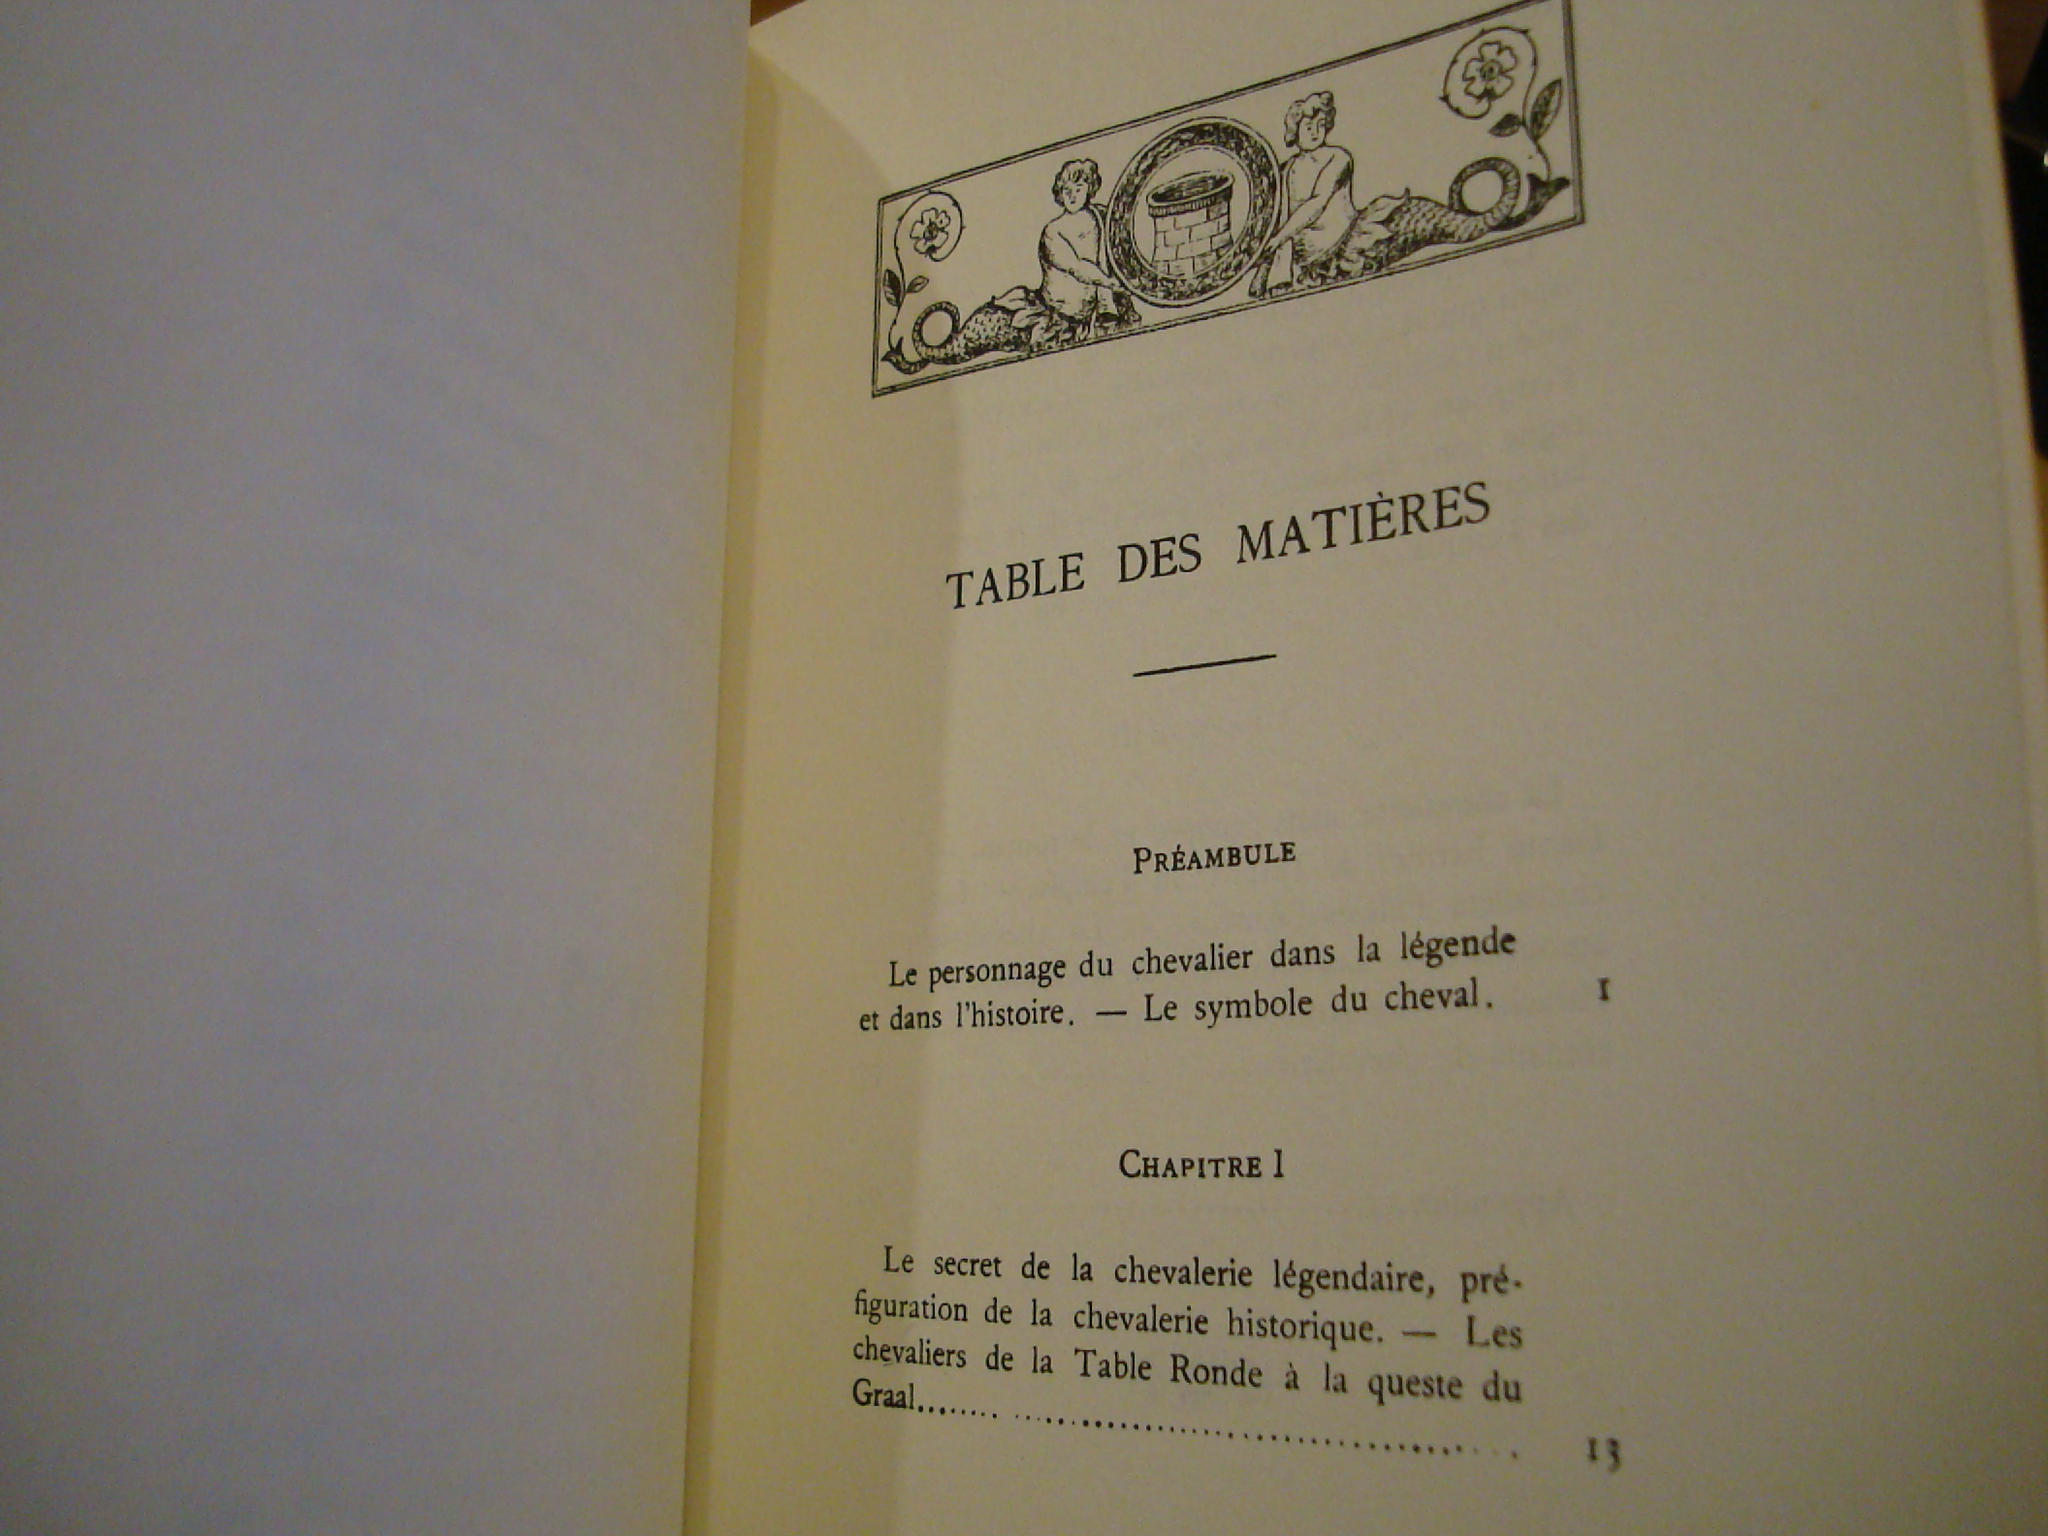 TABLE DES MATIÈRES
PRÉAMBULE
Le personnage du chevalier dans la légende
et dans l'histoire. — Le symbole du cheval. 1
CHAPITRE I
Le secret de la chevalerie légendaire, pré-
figuration de la chevalerie historique. — Les
chevaliers de la Table Ronde à la queste du
Graal........ .................................... 13